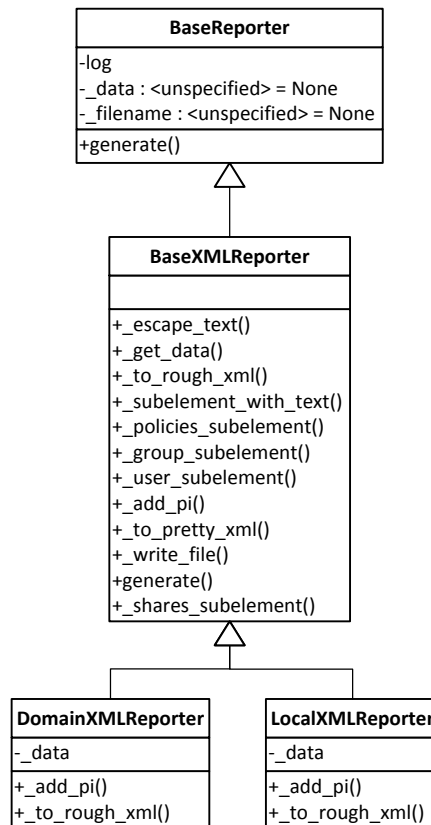 BaseReporter
-log
-_data : <unspecified> = None
-_filename : <unspecified> = None
+generate()
BaseXMLReporter
+_escape_text()
+_get_data()
+_to_rough_xml()
+_subelement_with_text()
+_policies_subelement()
+_group_subelement()
+_user_subelement()
+_add_pi()
+_to_pretty_xml()
+_write_file()
+generate()
+_shares_subelement()
DomainXMLReporter
-_data
+_add_pi()
+_to_rough_xml()
LocalXMLReporter
-_data
+_add_pi()
+_to_rough_xml()